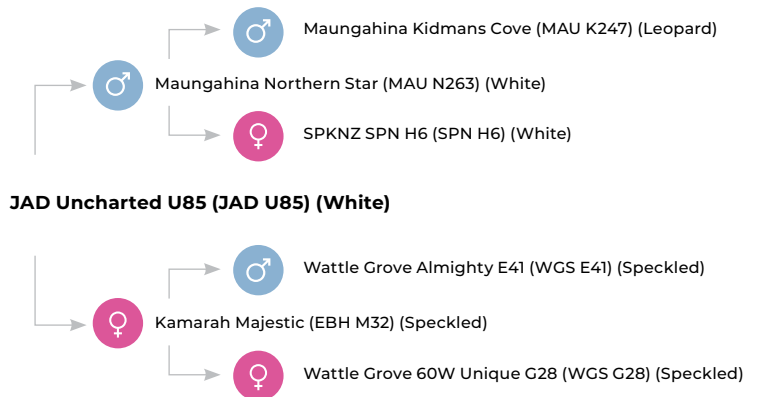 Maungahina Kidmans Cove (MAU K247) (Leopard)
Maungahina Northern Star (MAU N263) (White)
SPKNZ SPN H6 (SPN H6) (White)
JAD Uncharted U85 (JAD U85) (White)
Wattle Grove Almighty E41 (WGS E41) (Speckled)
Kamarah Majestic (EBH M32) (Speckled)
Wattle Grove 60W Unique G28 (WGS G28) (Speckled)